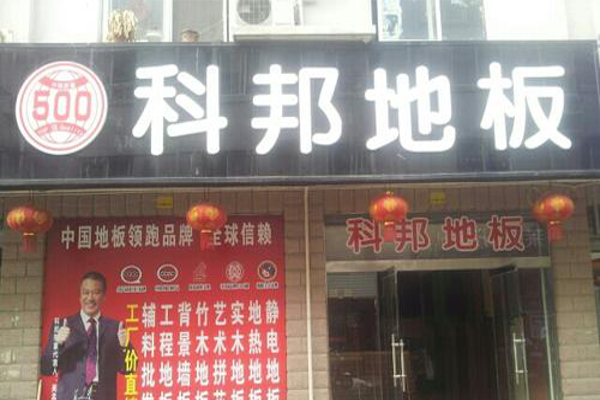 500
科邦地板
中国地板领跑品牌 全球信赖
科邦地板
工厂价直
辅料批
工程地
背景墙
竹木地
艺术拼
实木地
地热地
静电地